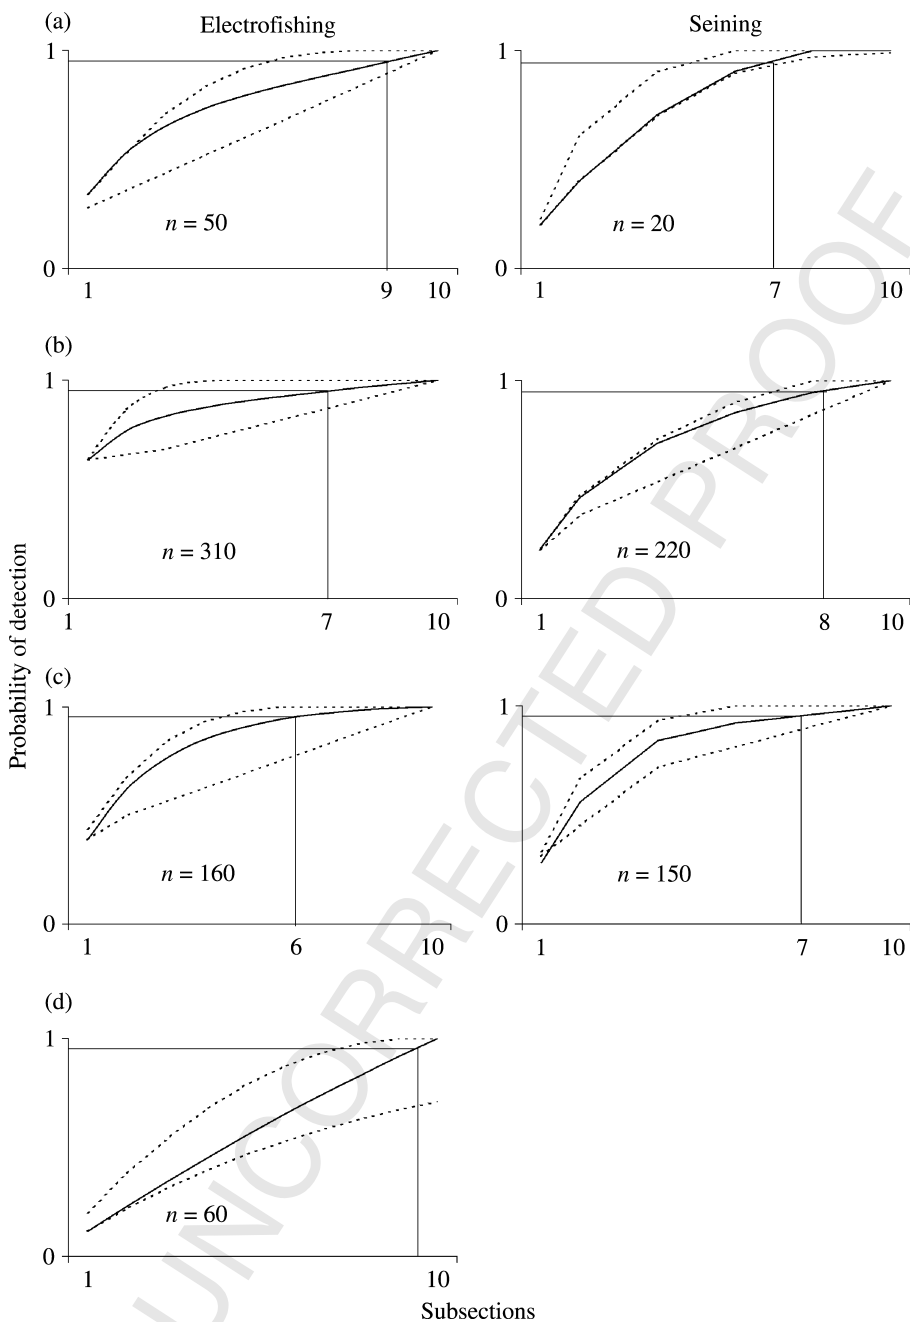 (a)
Electrofishing
Seining
1
0
n = 50
1 9 10
1
0
n = 20
1 7 10
(b)
1
0
n = 310
1 7 10
1
0
n = 220
1 8 10
(c)
1
0
n = 160
1 6 10
1
0
n = 150
1 7 10
(d)
1
0
n = 60
1 10
Probability of detection
Subsections
UNCORRECTED PROOF